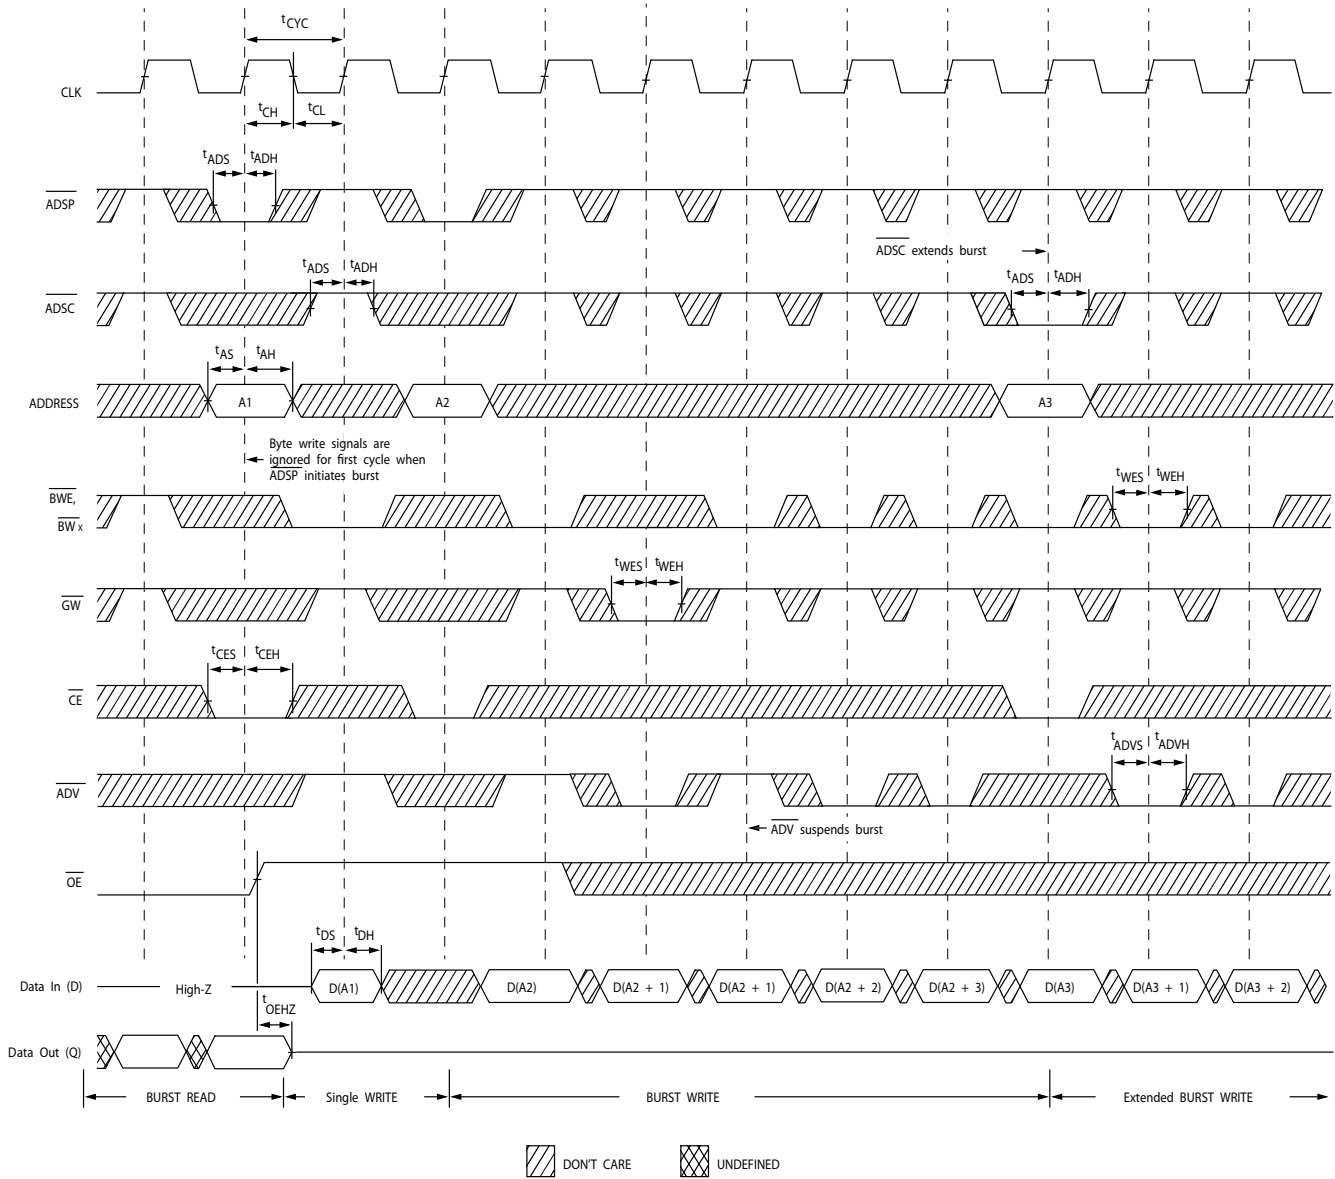 tCYC
CLK
tCH
tCL
tADS
tADH
ADSP
ADSC extends burst
tADS
tADH
tADS
tADH
ADSC
tAS
tAH
ADDRESS
A1
A2
A3
Byte write signals are
ignored for first cycle when
ADSP initiates burst
BWE,
BW X
tWES
tWEH
tWES
tWEH
GW
tCES
tCEH
CE
tADVS
tADVH
ADV
ADV suspends burst
OE
tDS
tDH
Data In (D)
High-Z
D(A1)
D(A2)
D(A2 + 1)
D(A2 + 1)
D(A2 + 2)
D(A2 + 3)
D(A3)
D(A3 + 1)
D(A3 + 2)
tOEHZ
Data Out (Q)
BURST READ
Single WRITE
BURST WRITE
Extended BURST WRITE
DON'T CARE
UNDEFINED